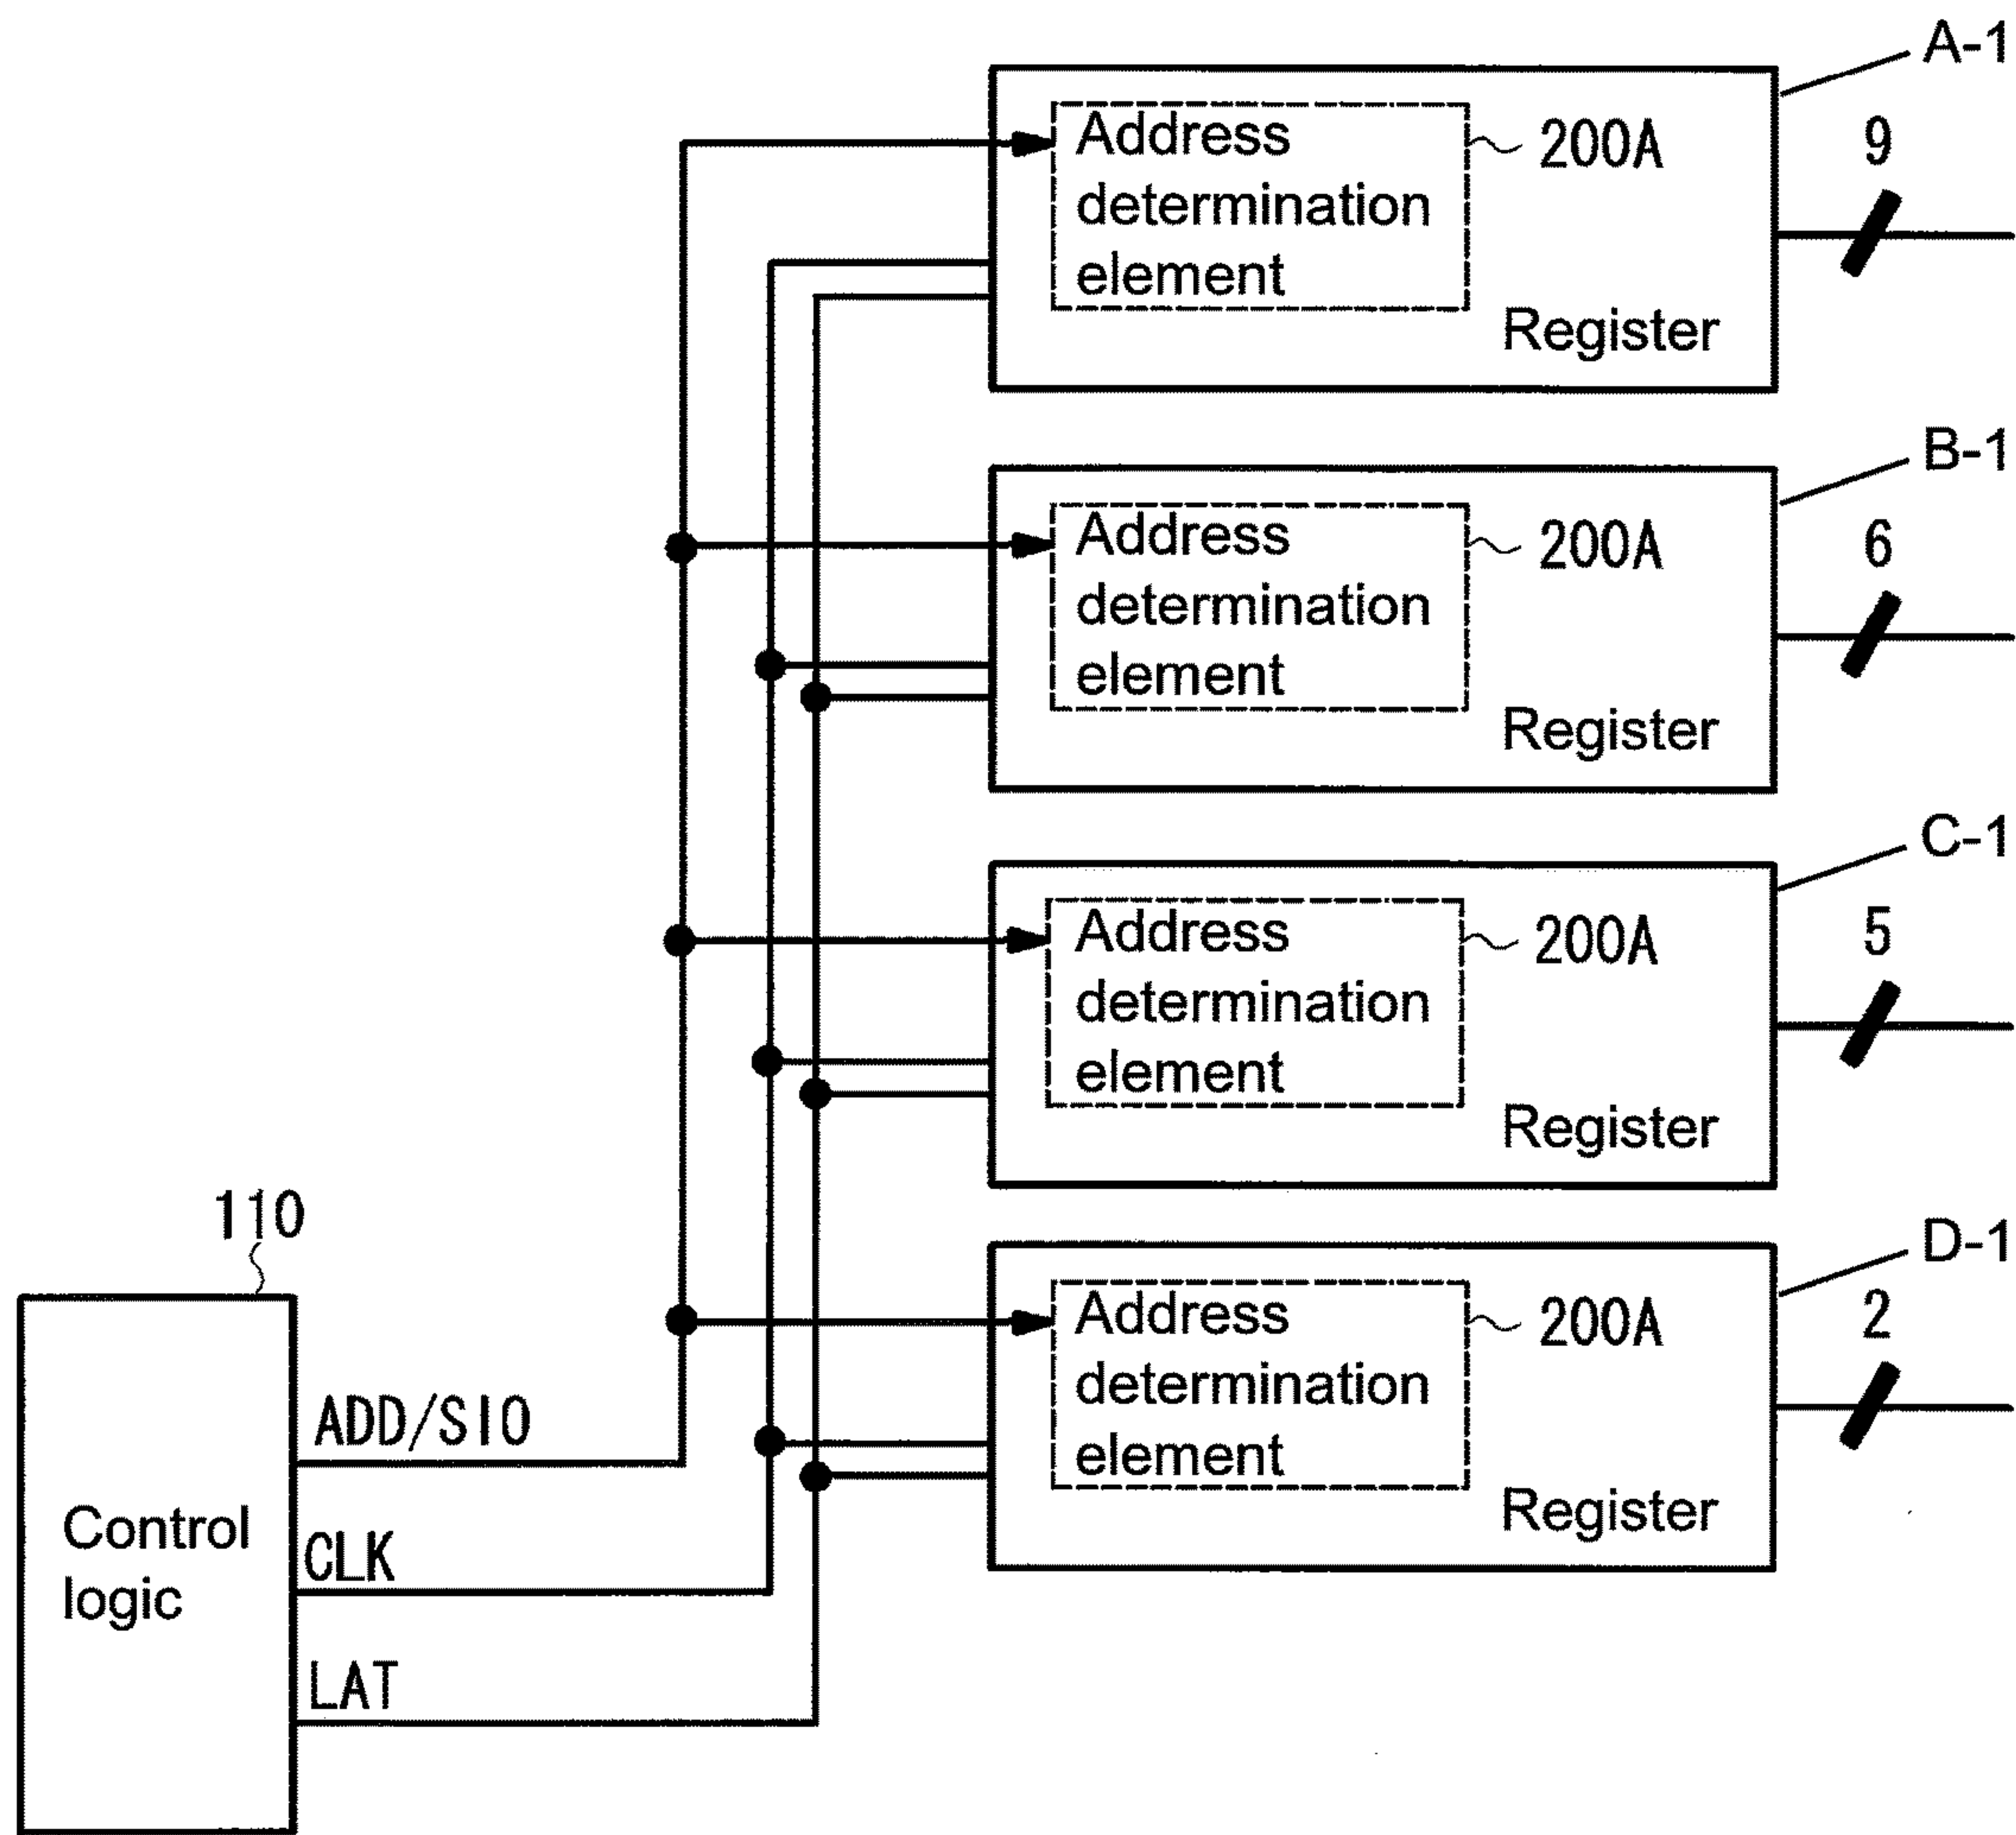 A-1
Address
determination
element
200A
9
Register
B-1
Address
determination
element
200A
6
Register
C-1
Address
determination
element
200A
5
Register
D-1
Address
determination
element
200A
2
Register
110
Control
logic
ADD/SIO
CLK
LAT